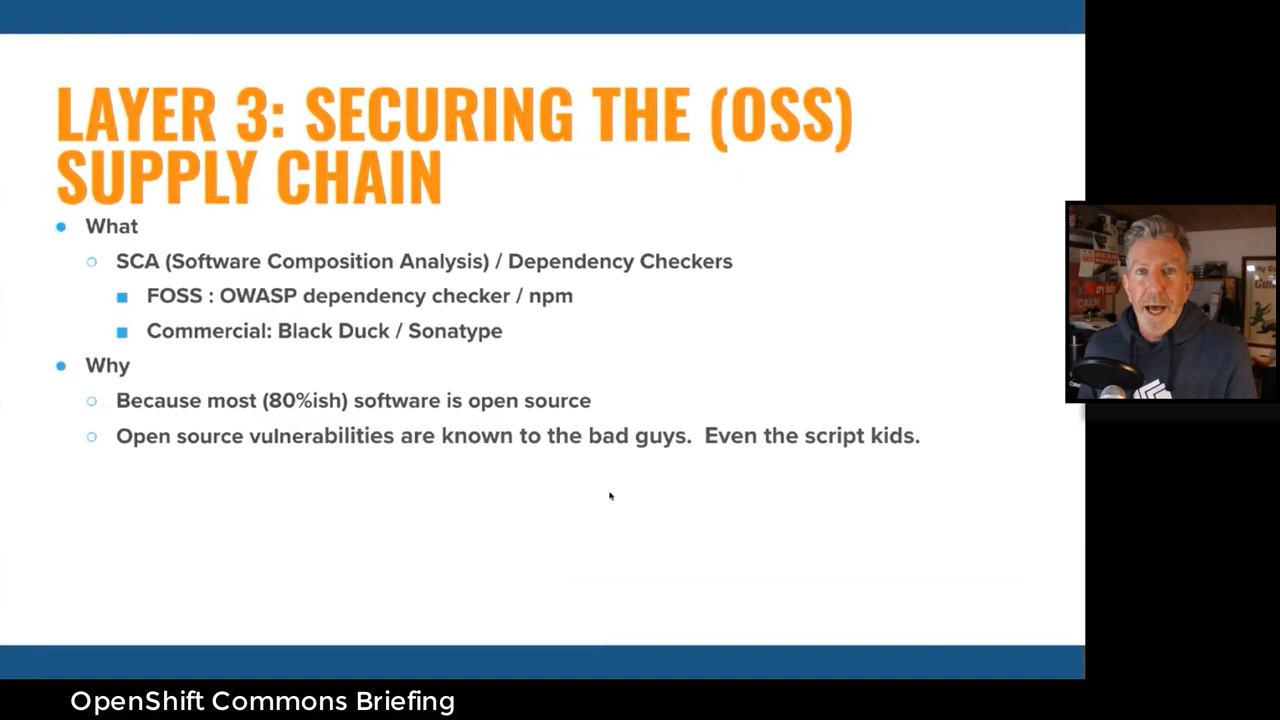 LAYER 3: SECURING THE (OSS)
SUPPLY CHAIN
What
SCA (Software Composition Analysis) / Dependency Checkers
FOSS : OWASP dependency checker / npm
Commercial: Black Duck / Sonatype
Why
Because most (80%ish) software is open source
Open source vulnerabilities are known to the bad guys.  Even the script kids.
OpenShift Commons Briefing